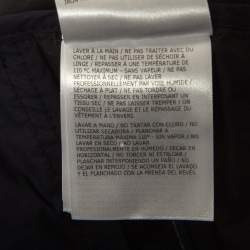 LAVER A LA MAIN / NE PAS TRAITER AVEC DU
CHLORE / NE PAS UTILISER DE SÉCHOIR À
LINGE / REPASSER À UNE TEMPÉRATURE DE
110 ºC MAXIMUM – SANS VAPEUR / NE PAS
NETTOYER À SEC / NE PAS LAVER
PROFESSIONNELLEMENT PAR VOIE HUMIDE /
SÉCHAGE À PLAT / NE PAS TORDRE OU
ESSORER / REPASSER EN INTERPOSANT UN
TISSU SEC / NE PAS LAISSER TREMPER / UN
CONSEILLE LE LAVAGE ET LE REPASSAGE DU
VÊTEMENT À L'ENVERS.
LAVAR A MANO / NO TRATAR CON CLORO / NO
UTILIZAR SECADORA / PLANCHAR A
TEMPERATURA MÁXIMA 110º - SIN VAPOR / NO
LAVAR EN SECO / NO LAVAR
PROFESIONALMENTE EN HÚMEDO / SECAR EN
HORIZONTAL / NO TORCER NI ESTRUJAR /
PLANCHAR INTERPONIENDO UN PAÑO /
NO DEJAR EN REMOJO / SE ACONSEJA EL LAVADO
Y EL PLANCHADO CON LA PRENDA DEL REVÉS.